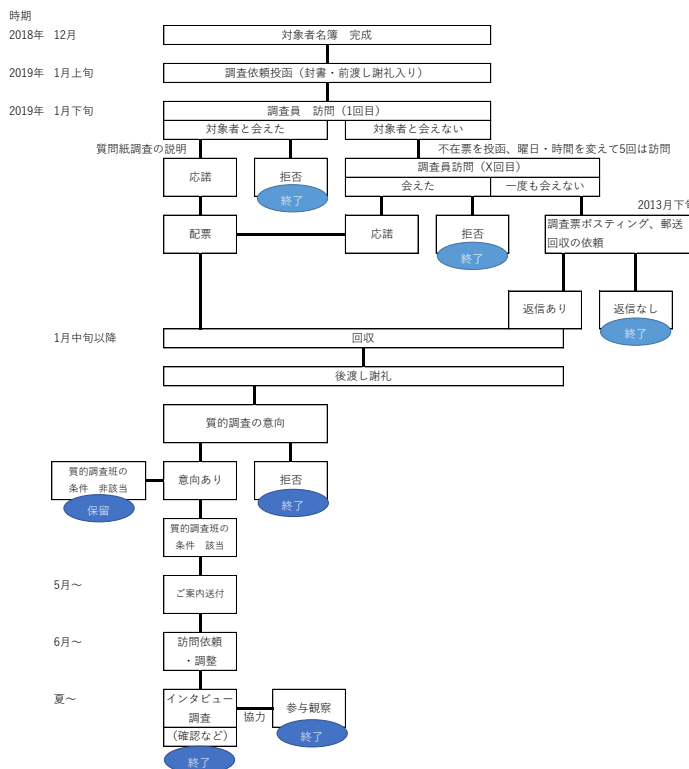 時期
2018年 12月
対象者名簿 完成
2019年 1月上旬
調査依頼投函（封書・前渡し謝礼入り）
2019年 1月下旬
調査員 訪問（1回目）
対象者と会えた
対象者と会えない
質問紙調査の説明
不在票を投函、曜日・時間を変えて5回は訪問
応諾
拒否
終了
調査員訪問（X回目）
会えた
一度も会えない
2013月下旬
配票
応諾
拒否
終了
調査票ポスティング、郵送
回収の依頼
返信あり
返信なし
終了
1月中旬以降
回収
後渡し謝礼
質的調査の意向
質的調査班の
条件 非該当
保留
意向あり
拒否
終了
質的調査班の
条件 該当
5月～
ご案内送付
6月～
訪問依頼
・調整
夏～
インタビュー
調査
（確認など）
終了
協力
参与観察
終了